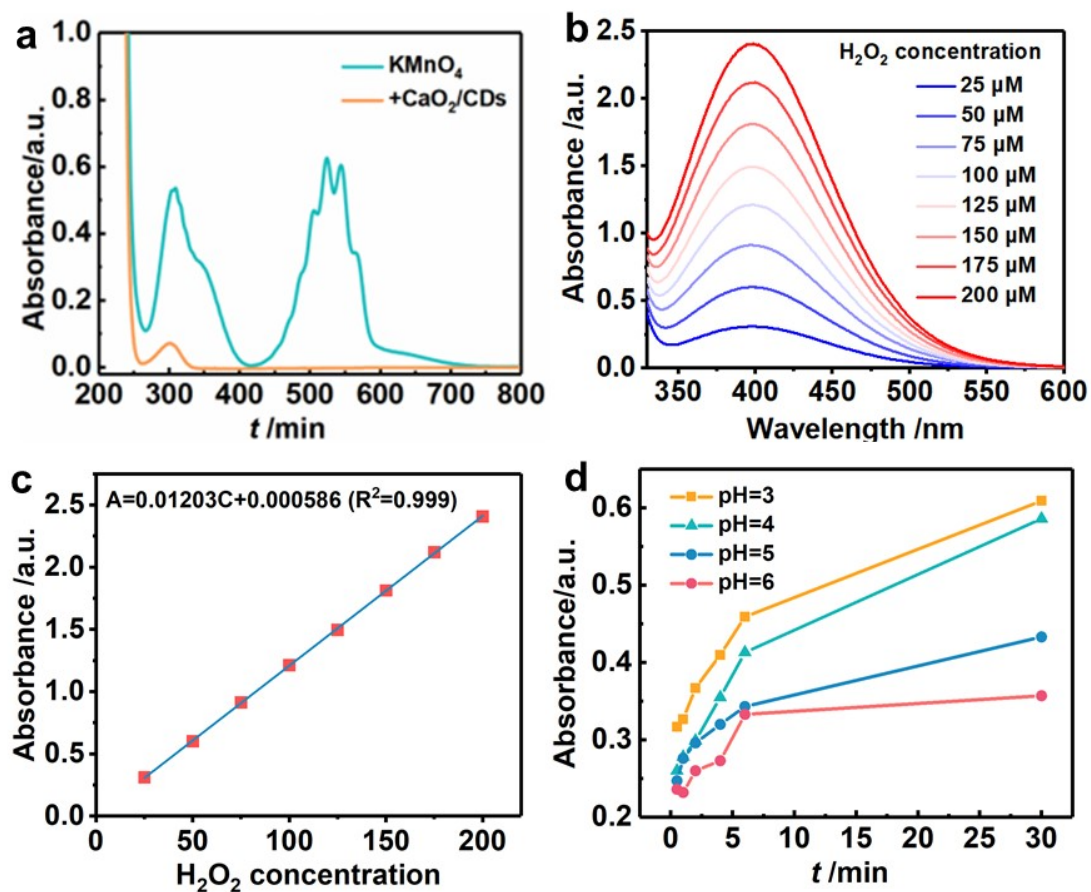 a
1.0
0.8
0.6
0.4
0.2
0.0
Absorbance/a.u.
KMnO₄
+CaO₂/CDs
200 300 400 500 600 700 800
t /min
b
2.5
2.0
1.5
1.0
0.5
0.0
Absorbance /a.u.
H₂O₂ concentration
25 µM
50 µM
75 µM
100 µM
125 µM
150 µM
175 µM
200 µM
350 400 450 500 550 600
Wavelength /nm
c
2.5
2.0
1.5
1.0
0.5
0.0
Absorbance /a.u.
A=0.01203C+0.000586 (R²=0.999)
0 50 100 150 200
H₂O₂ concentration
d
0.6
0.5
0.4
0.3
0.2
Absorbance/a.u.
pH=3
pH=4
pH=5
pH=6
0 5 10 15 20 25 30
t /min